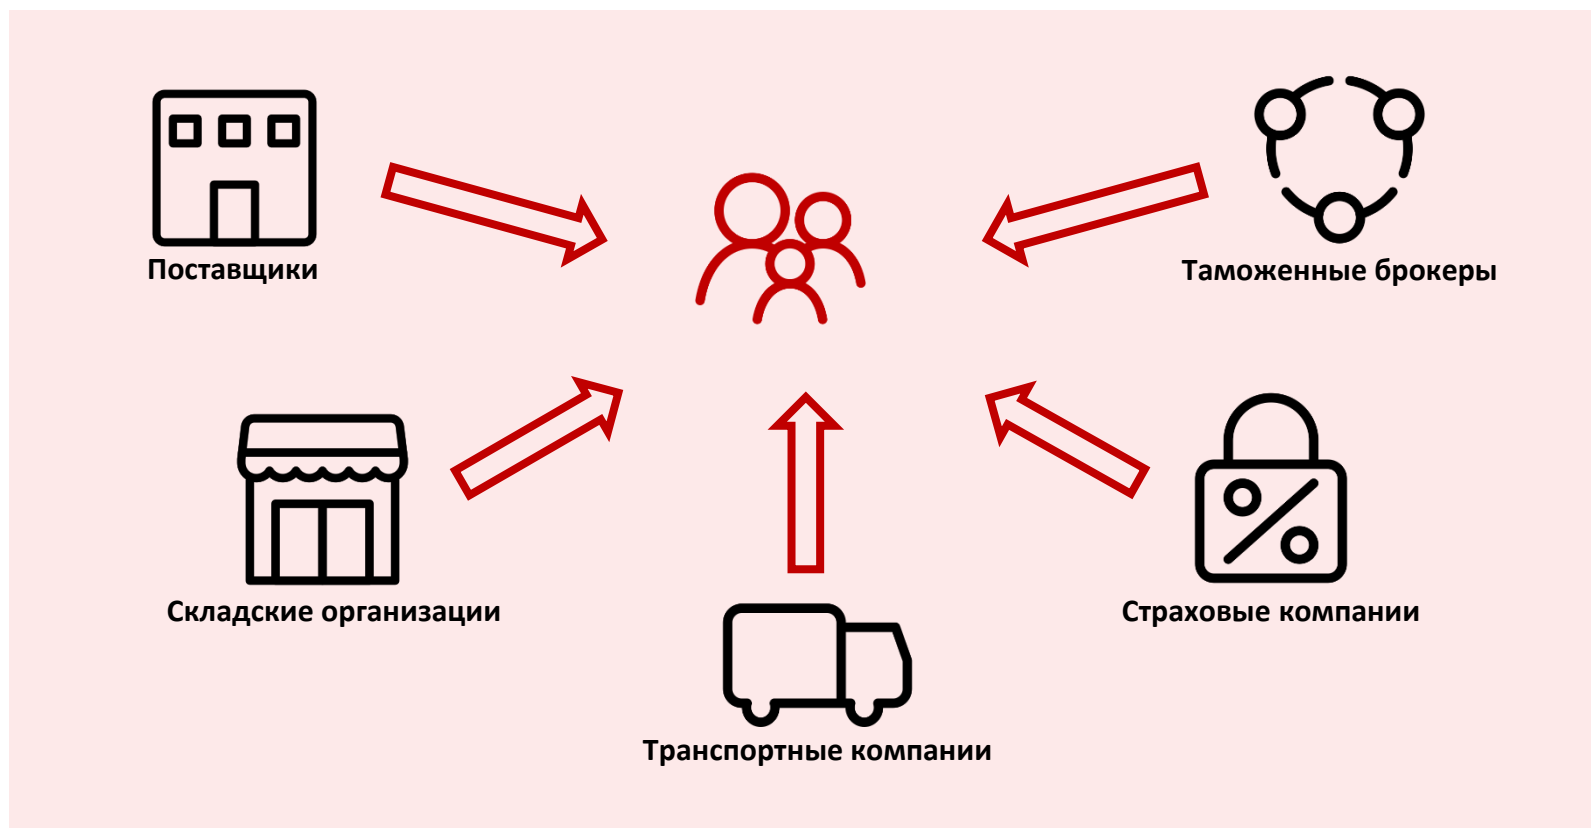 Поставщики
Таможенные брокеры
Складские организации
Страховые компании
Транспортные компании